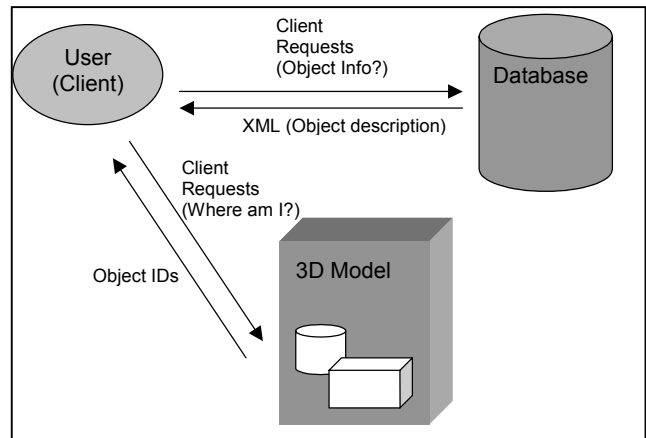 User
(Client)
Client
Requests
(Object Info?)
Database
XML (Object description)
Client
Requests
(Where am I?)
Object IDs
3D Model